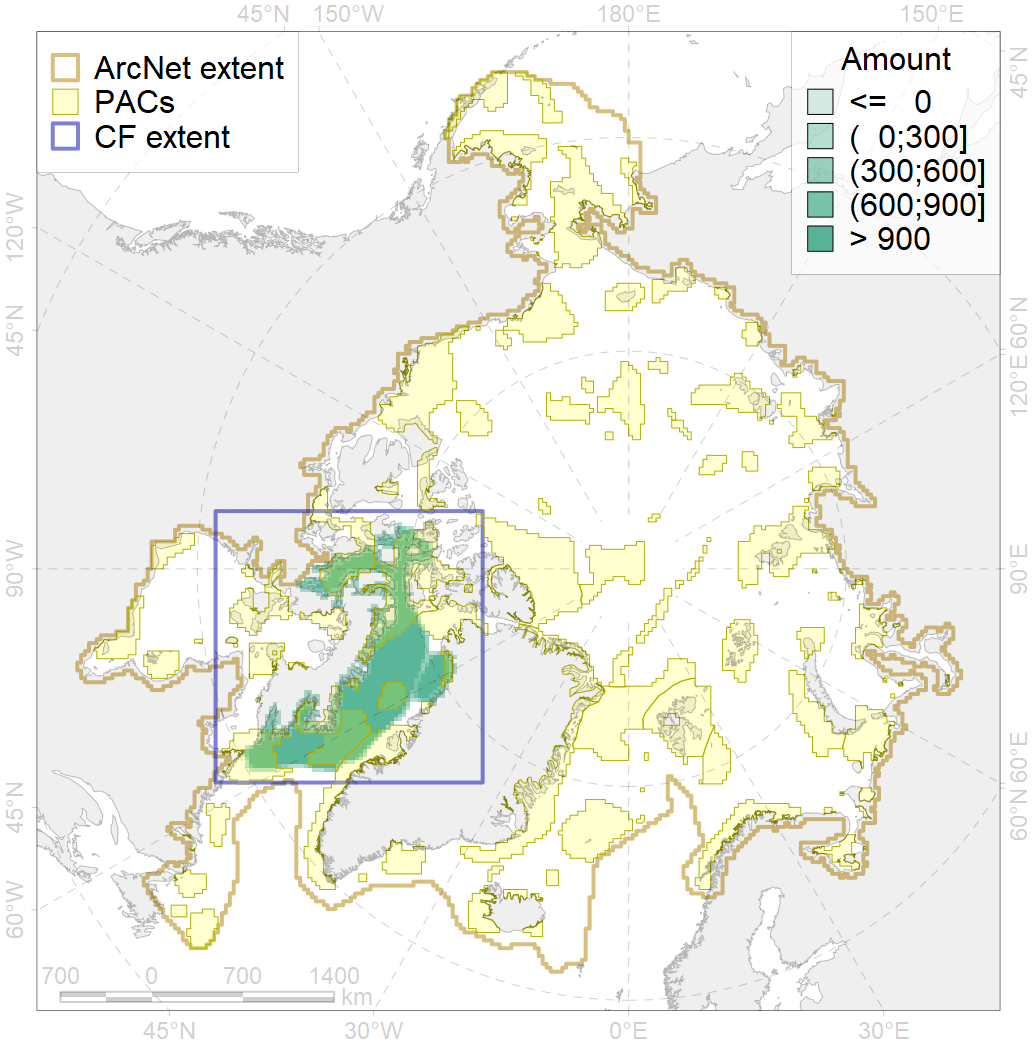 45°N 150°W 180°E 150°E
ArcNet extent
PACs
CF extent
Amount
<= 0
( 0;300]
(300;600]
(600;900]
> 900
45°N
120°W
45°N
90°W
45°N
60°W
60°N
120°E
90°E
60°E
60°N
700 0 700 1400
km
45°N 30°W 0°E 30°E